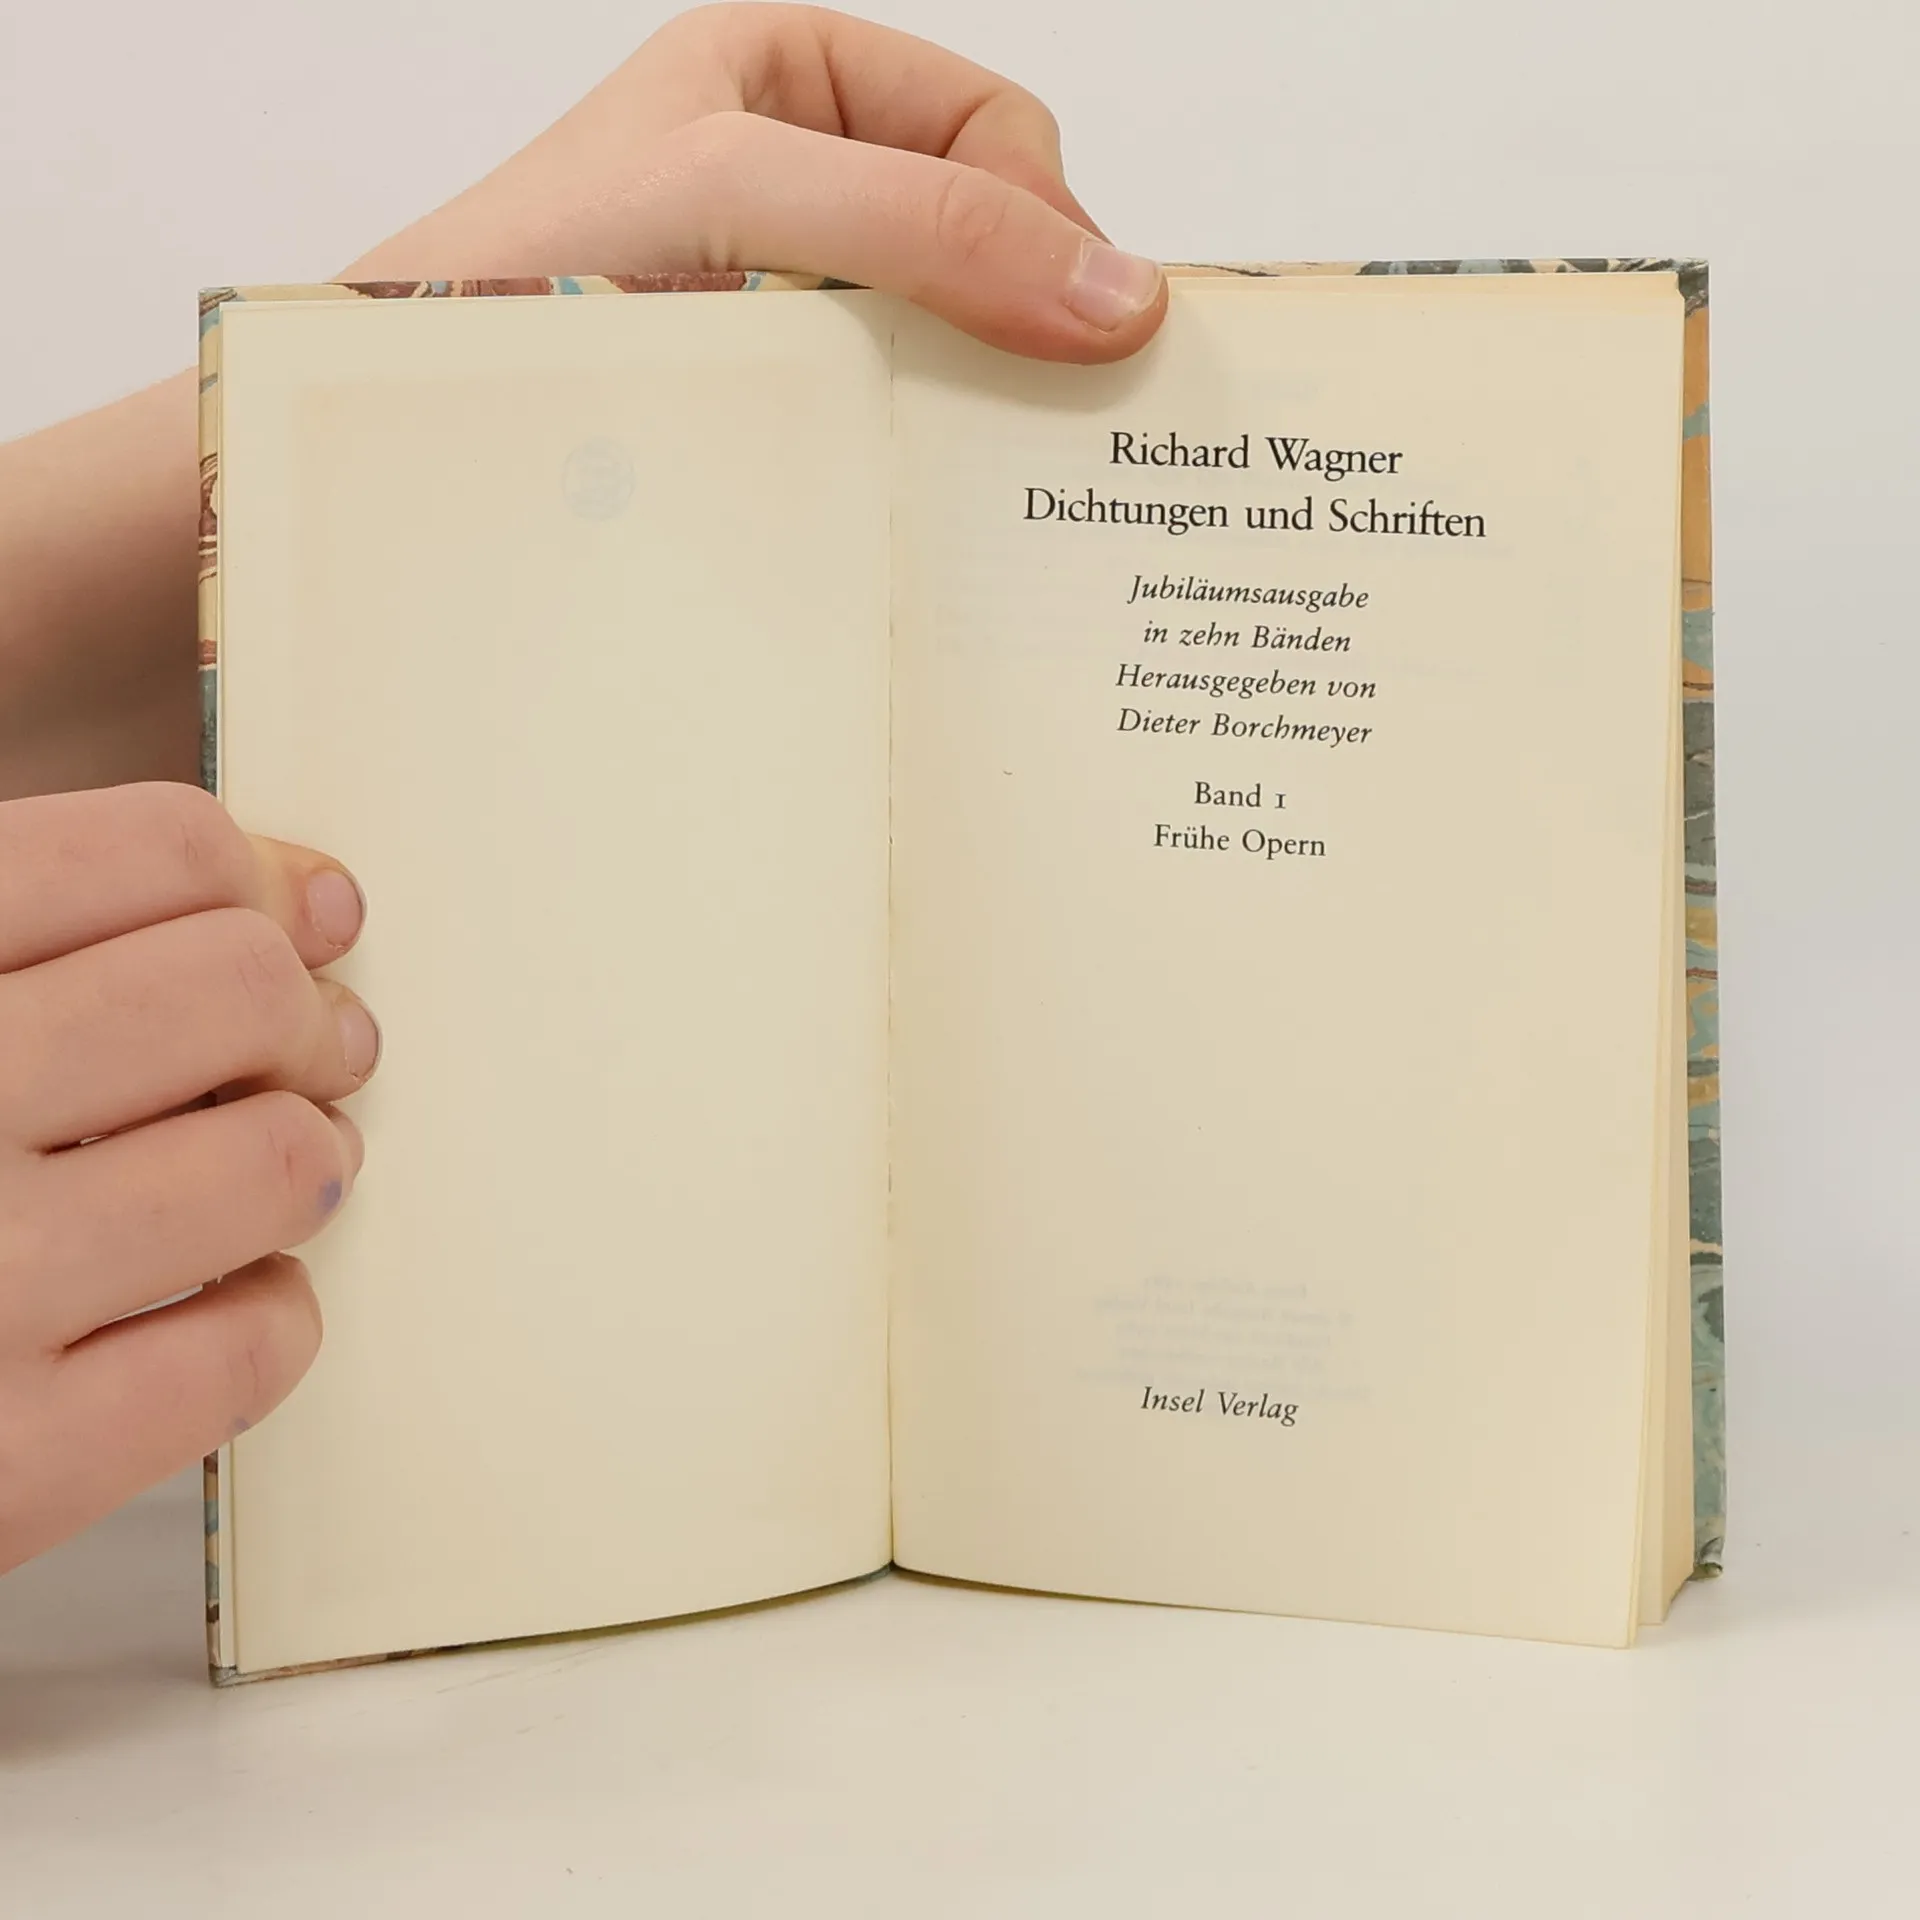 Richard Wagner
Dichtungen und Schriften
Jubiläumsausgabe
in zehn Bänden
Herausgegeben von
Dieter Borchmeyer
Band 1
Frühe Opern
Insel Verlag